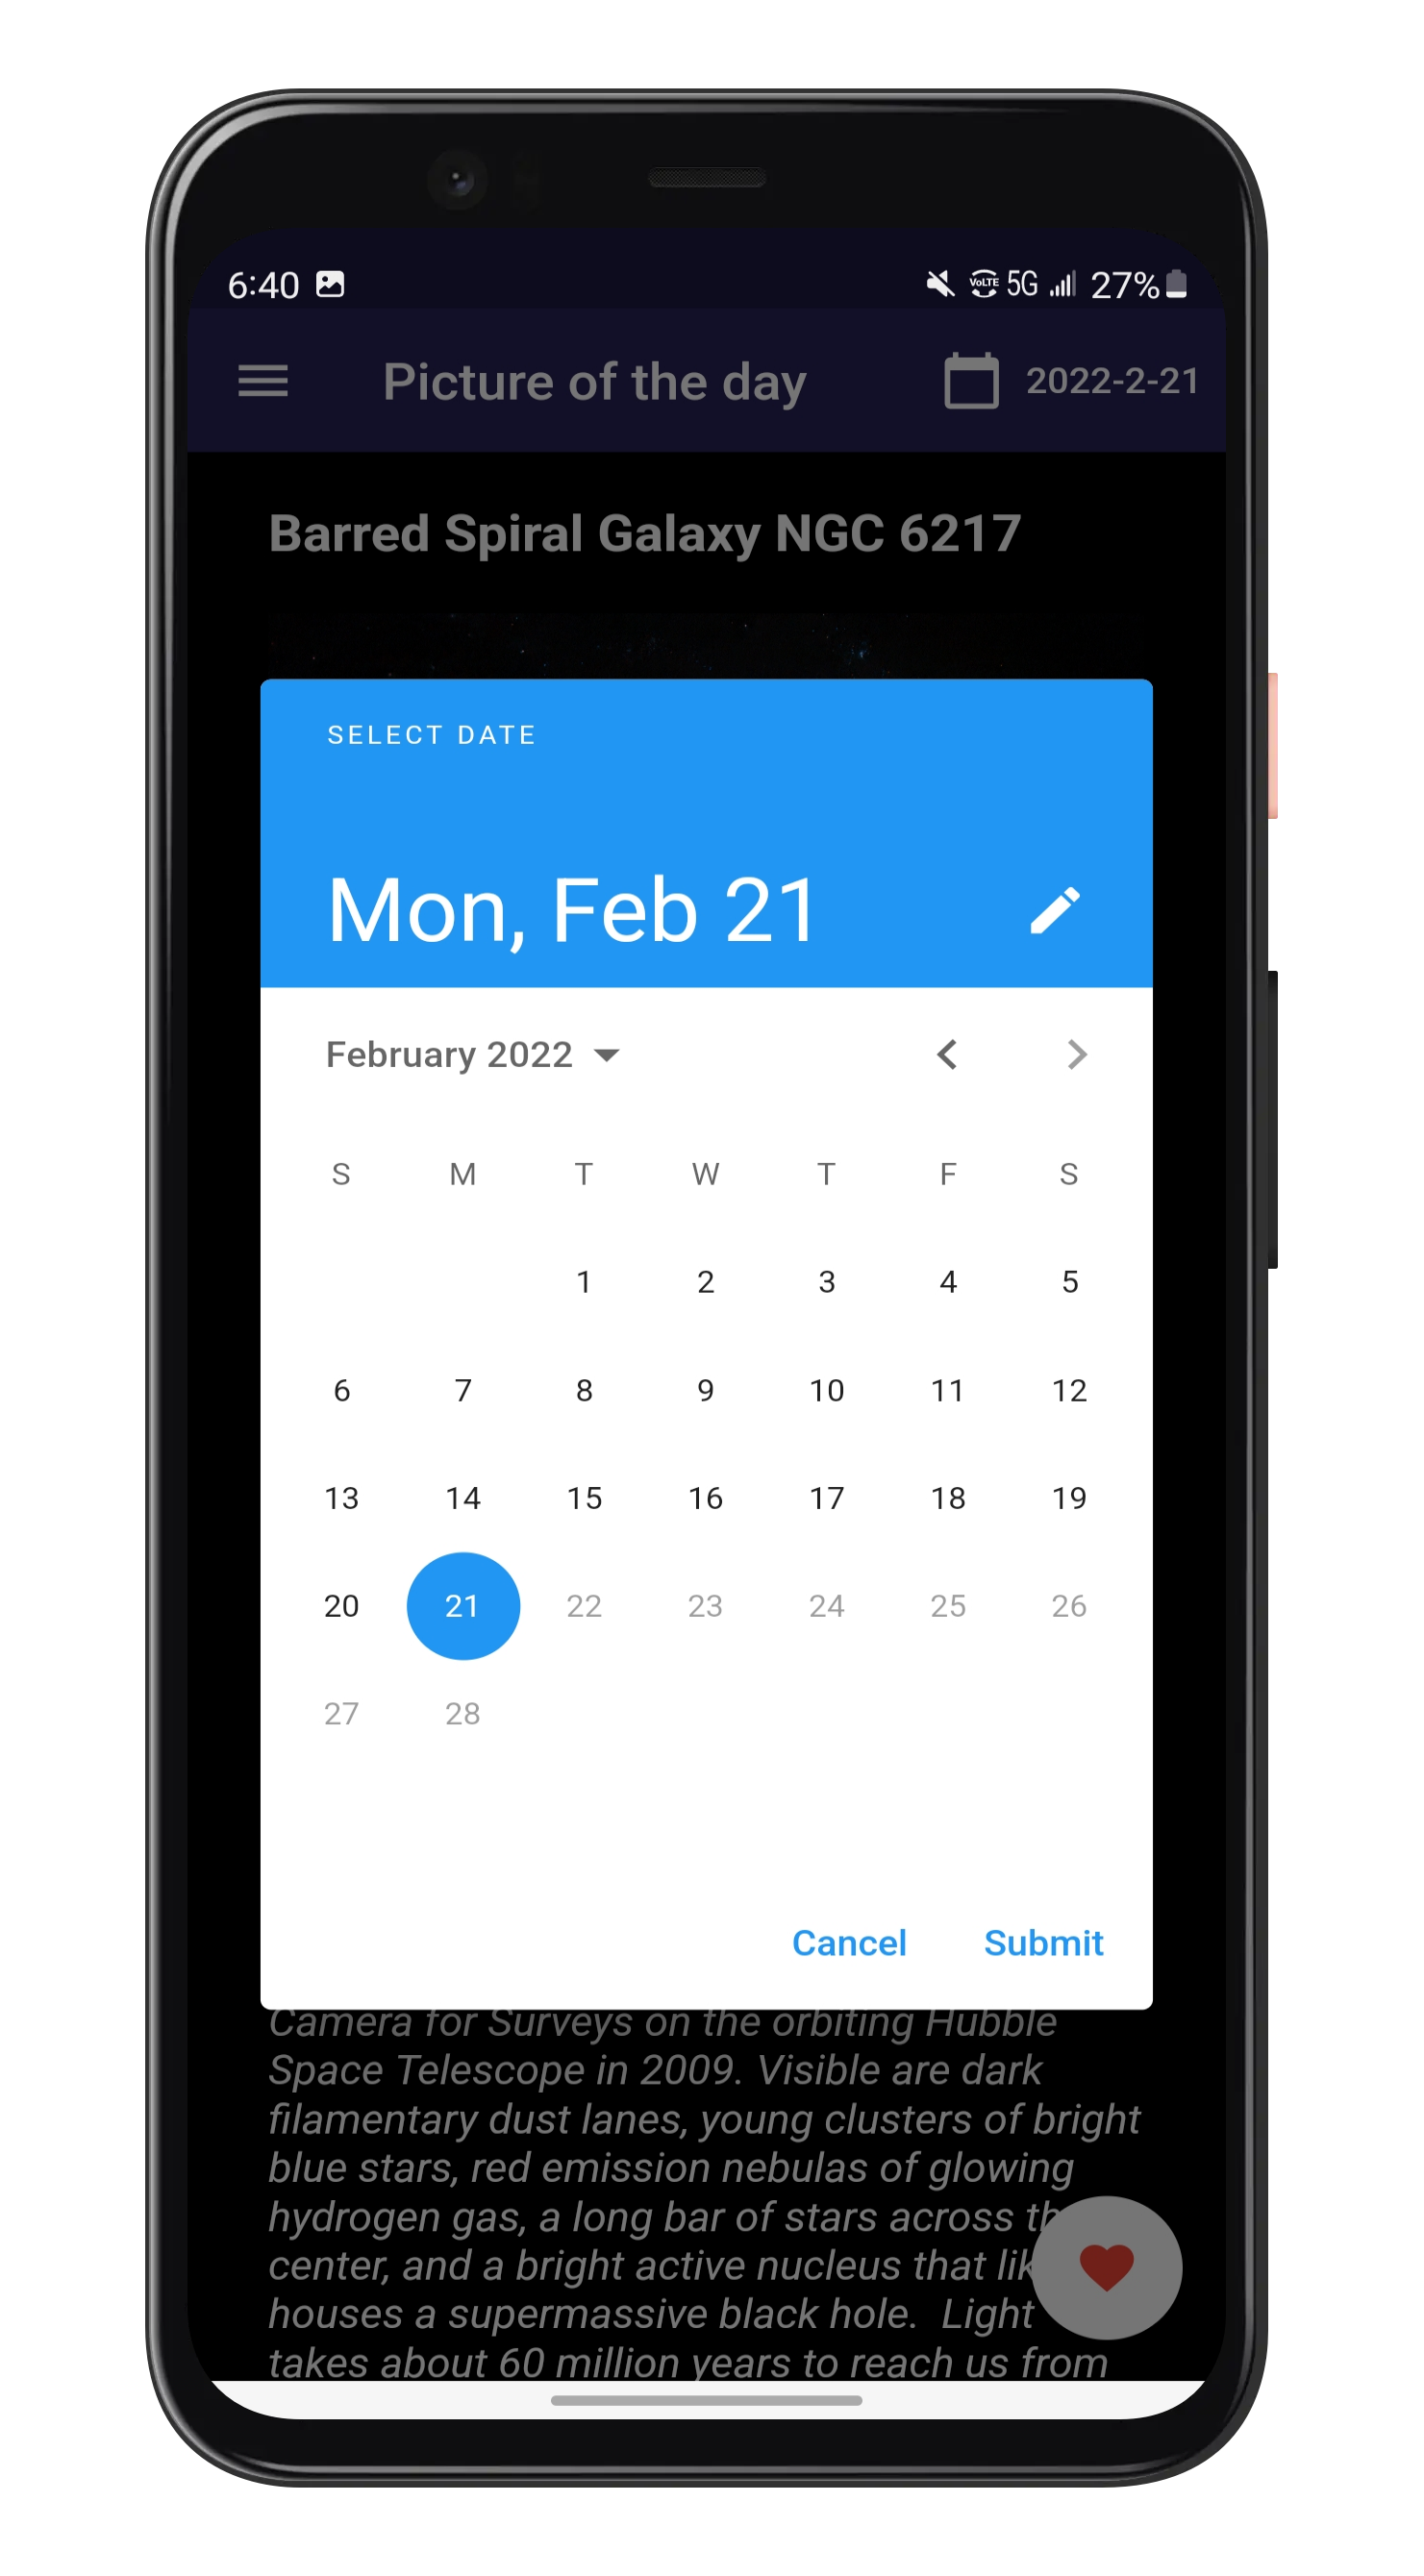 6:40 VoLTE 5G 27%
Picture of the day 2022-2-21
Barred Spiral Galaxy NGC 6217
SELECT DATE
Mon, Feb 21
February 2022
S M T W T F S
1 2 3 4 5
6 7 8 9 10 11 12
13 14 15 16 17 18 19
20 21 22 23 24 25 26
27 28
Cancel Submit
Camera for Surveys on the orbiting Hubble
Space Telescope in 2009. Visible are dark
filamentary dust lanes, young clusters of bright
blue stars, red emission nebulas of glowing
hydrogen gas, a long bar of stars across th
center, and a bright active nucleus that lik
houses a supermassive black hole. Light
takes about 60 million years to reach us from